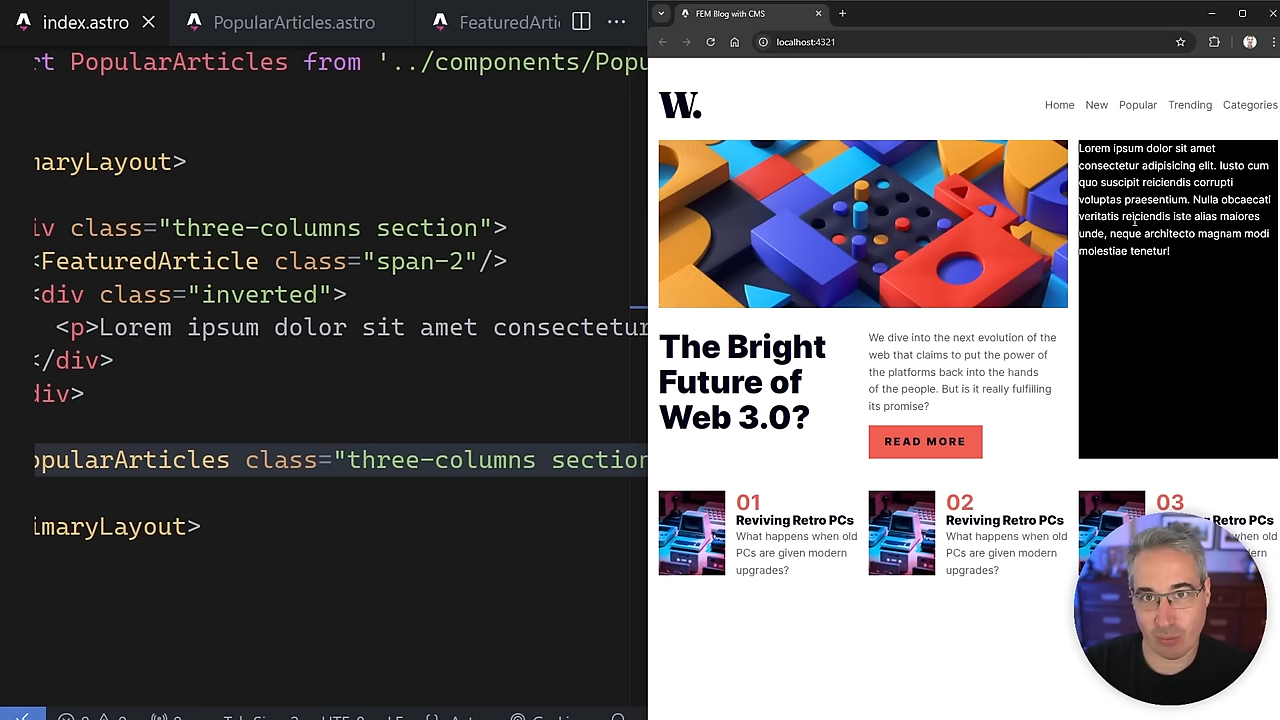 index.astro
PopularArticles.astro
FeaturedArti
FEM Blog with CMS
localhost:4321
rt PopularArticles from '../components/Popu
maryLayout>
iv class="three-columns section">
<FeaturedArticle class="span-2"/>
<div class="inverted">
<p>Lorem ipsum dolor sit amet consectetur
</div>
div>
opularArticles class="three-columns section
imaryLayout>
W.
Home New Popular Trending Categories
Lorem ipsum dolor sit amet
consectetur adipisicing elit. Iusto cum
quo suscipit reiciendis corrupti
voluptas praesentium. Nulla obcaecati
veritatis reiciendis iste alias maiores
unde, neque architecto magnam modi
molestiae tenetur!
The Bright
Future of
Web 3.0?
We dive into the next evolution of the
web that claims to put the power of
the platforms back into the hands
of the people. But is it really fulfilling
its promise?
READ MORE
01
Reviving Retro PCs
What happens when old
PCs are given modern
upgrades?
02
Reviving Retro PCs
What happens when old
PCs are given modern
upgrades?
03
g Retro PCs
when old